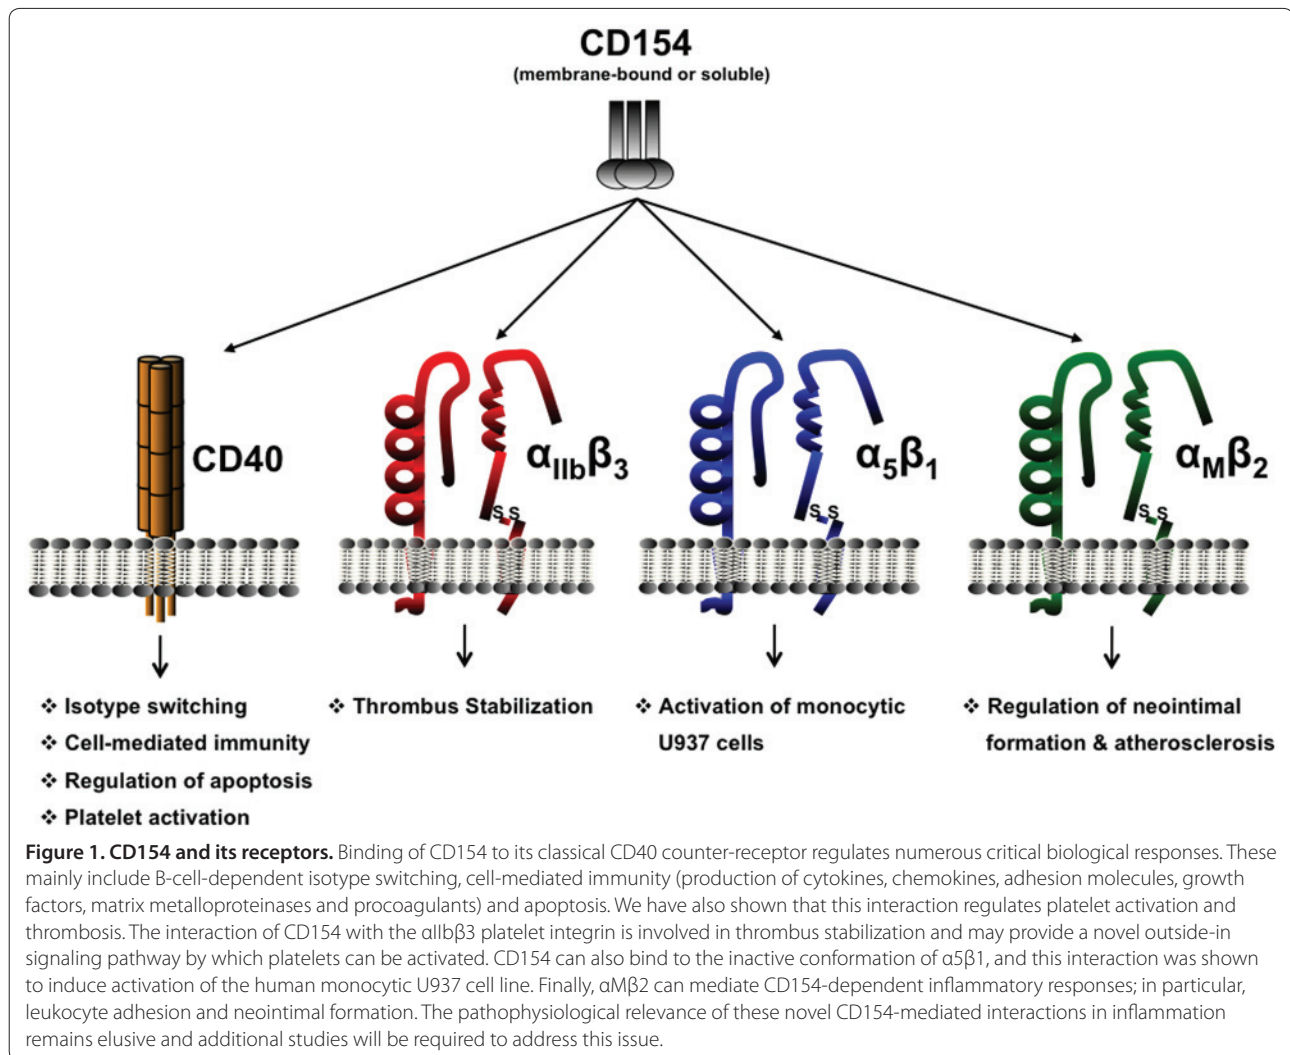 CD154
(membrane-bound or soluble)
CD40
αIIbβ3
α5β1
αMβ2
S S
S S
S S
❖ Isotype switching
❖ Cell-mediated immunity
❖ Regulation of apoptosis
❖ Platelet activation
❖ Thrombus Stabilization
❖ Activation of monocytic
U937 cells
❖ Regulation of neointimal
formation & atherosclerosis
Figure 1. CD154 and its receptors. Binding of CD154 to its classical CD40 counter-receptor regulates numerous critical biological responses. These
mainly include B-cell-dependent isotype switching, cell-mediated immunity (production of cytokines, chemokines, adhesion molecules, growth
factors, matrix metalloproteinases and procoagulants) and apoptosis. We have also shown that this interaction regulates platelet activation and
thrombosis. The interaction of CD154 with the αIIbβ3 platelet integrin is involved in thrombus stabilization and may provide a novel outside-in
signaling pathway by which platelets can be activated. CD154 can also bind to the inactive conformation of α5β1, and this interaction was shown
to induce activation of the human monocytic U937 cell line. Finally, αMβ2 can mediate CD154-dependent inflammatory responses; in particular,
leukocyte adhesion and neointimal formation. The pathophysiological relevance of these novel CD154-mediated interactions in inflammation
remains elusive and additional studies will be required to address this issue.